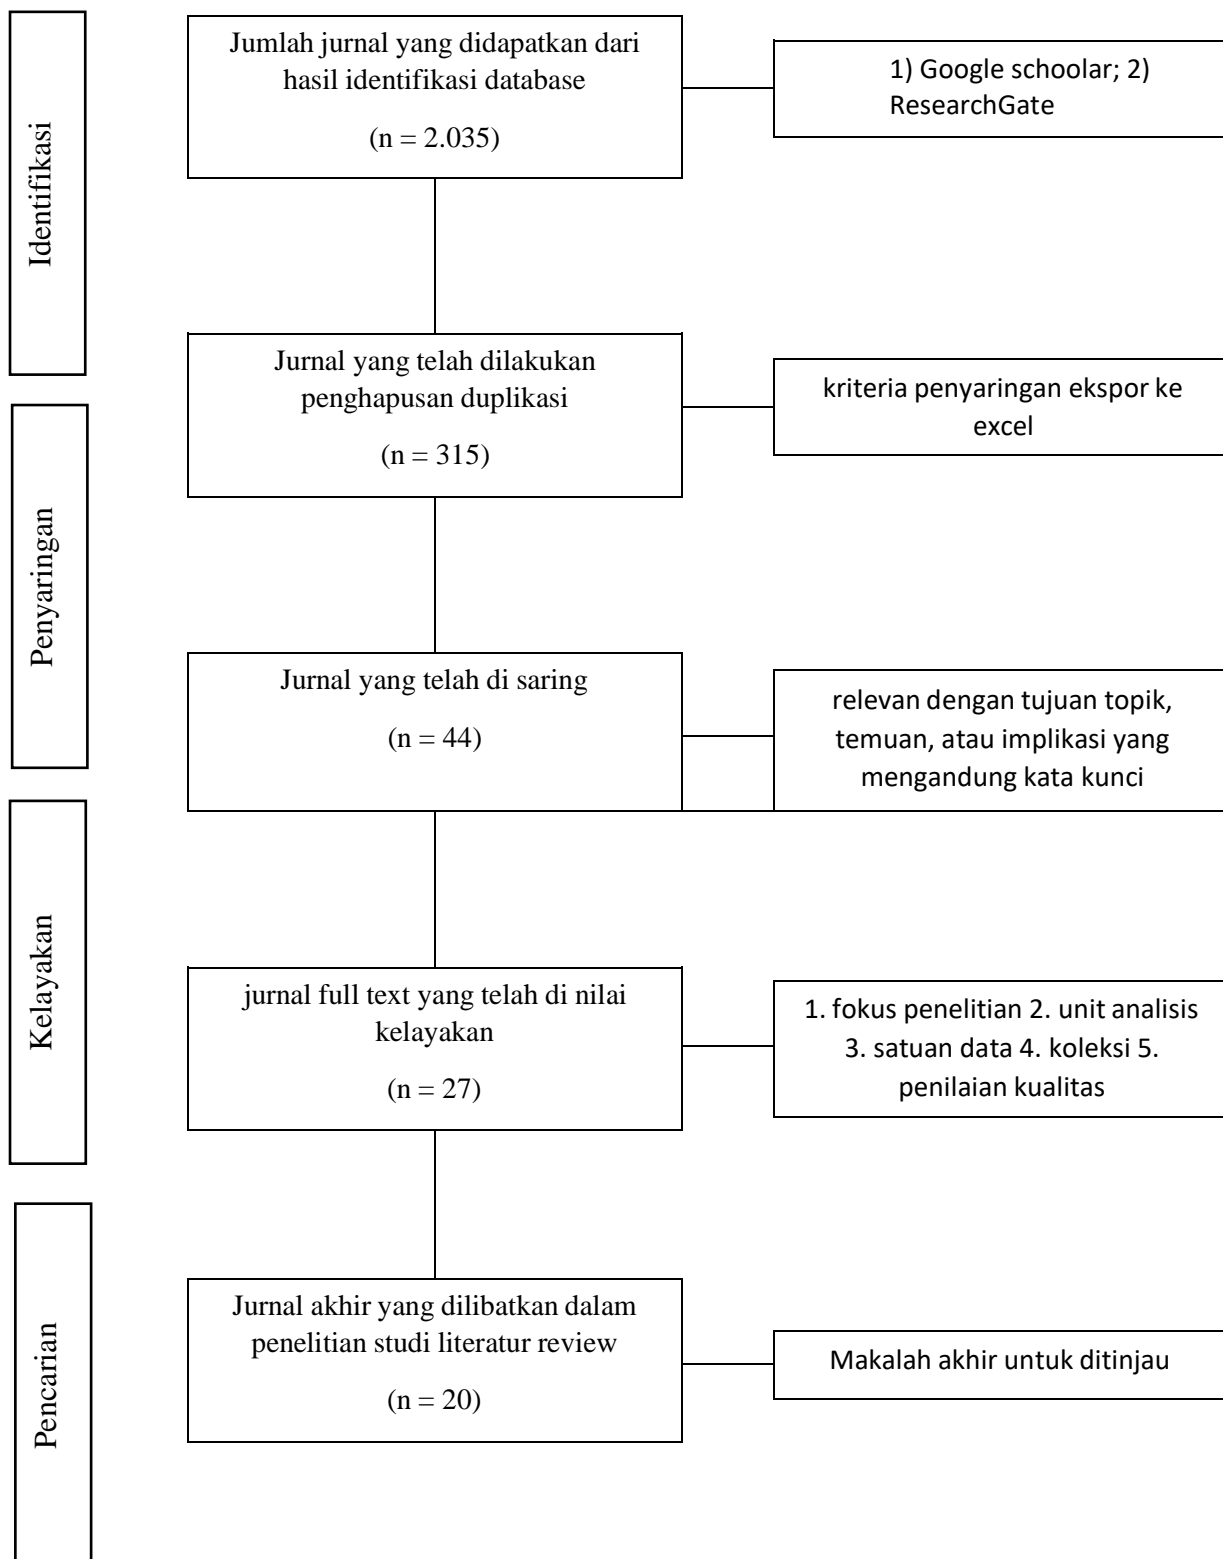 Identifikasi
Jumlah jurnal yang didapatkan dari
hasil identifikasi database
(n = 2.035)
1) Google schoolar; 2)
ResearchGate
Jurnal yang telah dilakukan
penghapusan duplikasi
(n = 315)
kriteria penyaringan ekspor ke
excel
Penyaringan
Jurnal yang telah di saring
(n = 44)
relevan dengan tujuan topik,
temuan, atau implikasi yang
mengandung kata kunci
Kelayakan
jurnal full text yang telah di nilai
kelayakan
(n = 27)
1. fokus penelitian 2. unit analisis
3. satuan data 4. koleksi 5.
penilaian kualitas
Pencarian
Jurnal akhir yang dilibatkan dalam
penelitian studi literatur review
(n = 20)
Makalah akhir untuk ditinjau